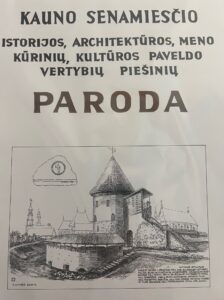 KAUNO SENAMIESČIO
ISTORIJOS, ARCHITEKTŪROS, MENO
KŪRINIŲ, KULTŪROS PAVELDO
VERTYBIŲ PIEŠINIŲ
PARODA